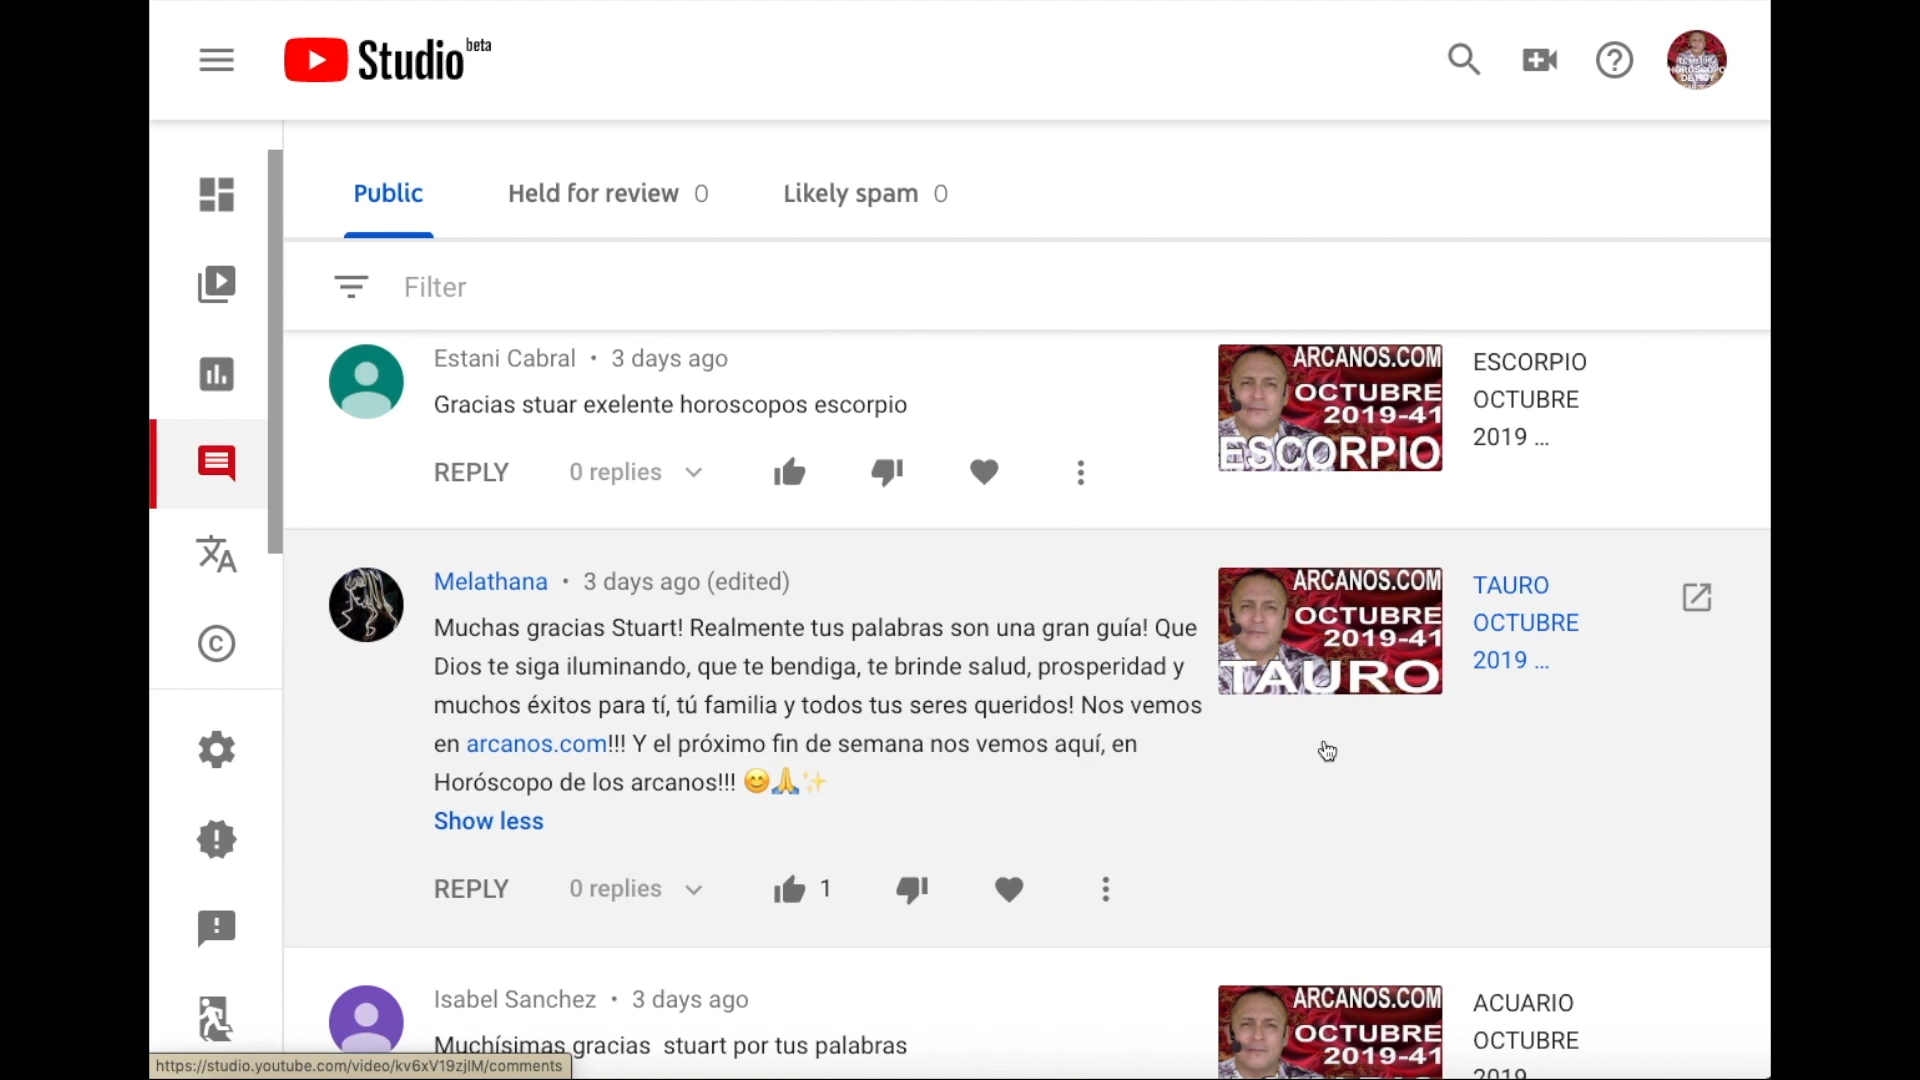 Studio beta
Public
Held for review 0
Likely spam 0
Filter
Estani Cabral • 3 days ago
Gracias stuar exelente horoscopos escorpio
REPLY 0 replies
ARCANOS.COM
OCTUBRE
2019-41
ESCORPIO
ESCORPIO
OCTUBRE
2019 ...
Melathana • 3 days ago (edited)
Muchas gracias Stuart! Realmente tus palabras son una gran guía! Que
Dios te siga iluminando, que te bendiga, te brinde salud, prosperidad y
muchos éxitos para tí, tú familia y todos tus seres queridos! Nos vemos
en arcanos.com!!! Y el próximo fin de semana nos vemos aquí, en
Horóscopo de los arcanos!!! 😊🙏✨
Show less
REPLY 0 replies 1
ARCANOS.COM
OCTUBRE
2019-41
TAURO
TAURO
OCTUBRE
2019 ...
Isabel Sanchez • 3 days ago
Muchísimas gracias stuart por tus palabras
ARCANOS.COM
OCTUBRE
2019-41
ACUARIO
OCTUBRE
2019
https://studio.youtube.com/video/kv6xV19zjlM/comments